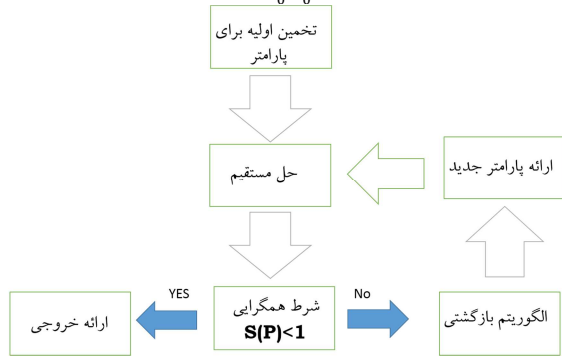 تخمین اولیه برای
پارامتر
حل مستقیم
ارائه پارامتر جدید
شرط همگرایی
S(P)<1
YES
No
ارائه خروجی
الگوریتم بازگشتی